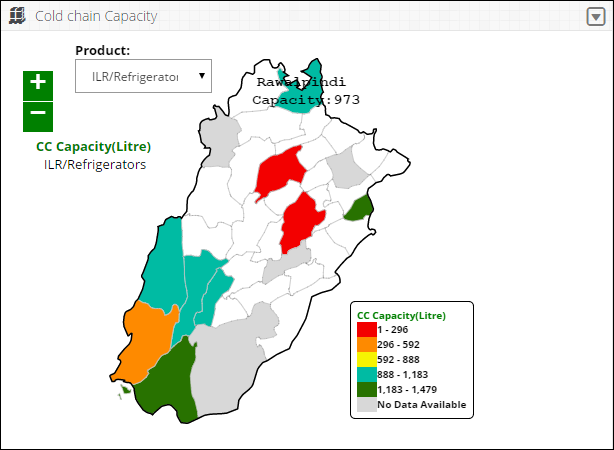 Cold chain Capacity
Product:
ILR/Refrigerator
+
−
CC Capacity(Litre)
ILR/Refrigerators
Rawalpindi
Capacity:973
CC Capacity(Litre)
1 - 296
296 - 592
592 - 888
888 - 1,183
1,183 - 1,479
No Data Available